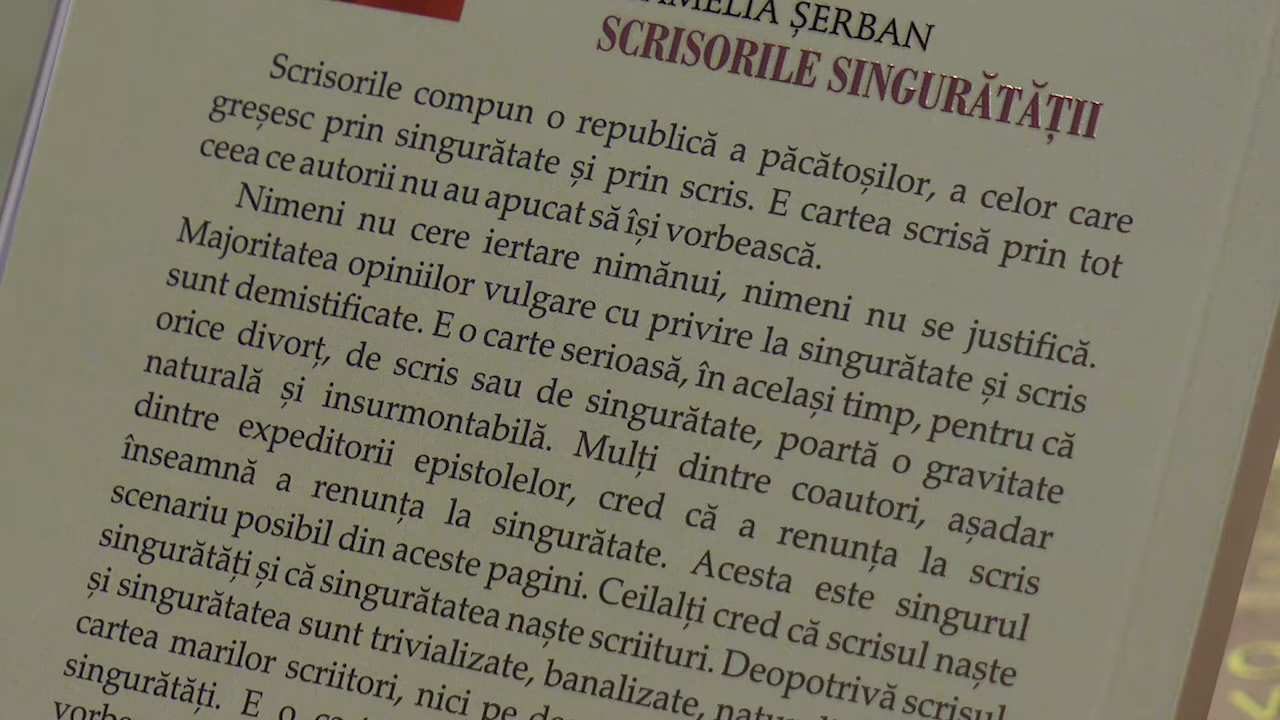 ȘERBAN
SCRISORILE SINGURĂTĂȚII
Scrisorile compun o republică a păcătoșilor, a celor care
greșesc prin singurătate și prin scris. E cartea scrisă prin tot
ceea ce autorii nu au apucat să își vorbească.
Nimeni nu cere iertare nimănui, nimeni nu se justifică.
Majoritatea opiniilor vulgare cu privire la singurătate și scris
sunt demistificate. E o carte serioasă, în același timp, pentru că
orice divorț, de scris sau de singurătate, poartă o gravitate
naturală și insurmontabilă. Mulți dintre coautori, așadar
dintre expeditorii epistolelor, cred că a renunța la scris
înseamnă a renunța la singurătate. Acesta este singurul
scenariu posibil din aceste pagini. Ceilalți cred că scrisul naște
singurătăți și că singurătatea naște scriituri. Deopotrivă scrisul
și singurătatea sunt trivializate, banalizate,
cartea marilor scriitori, nici pe
singurătăți. E o